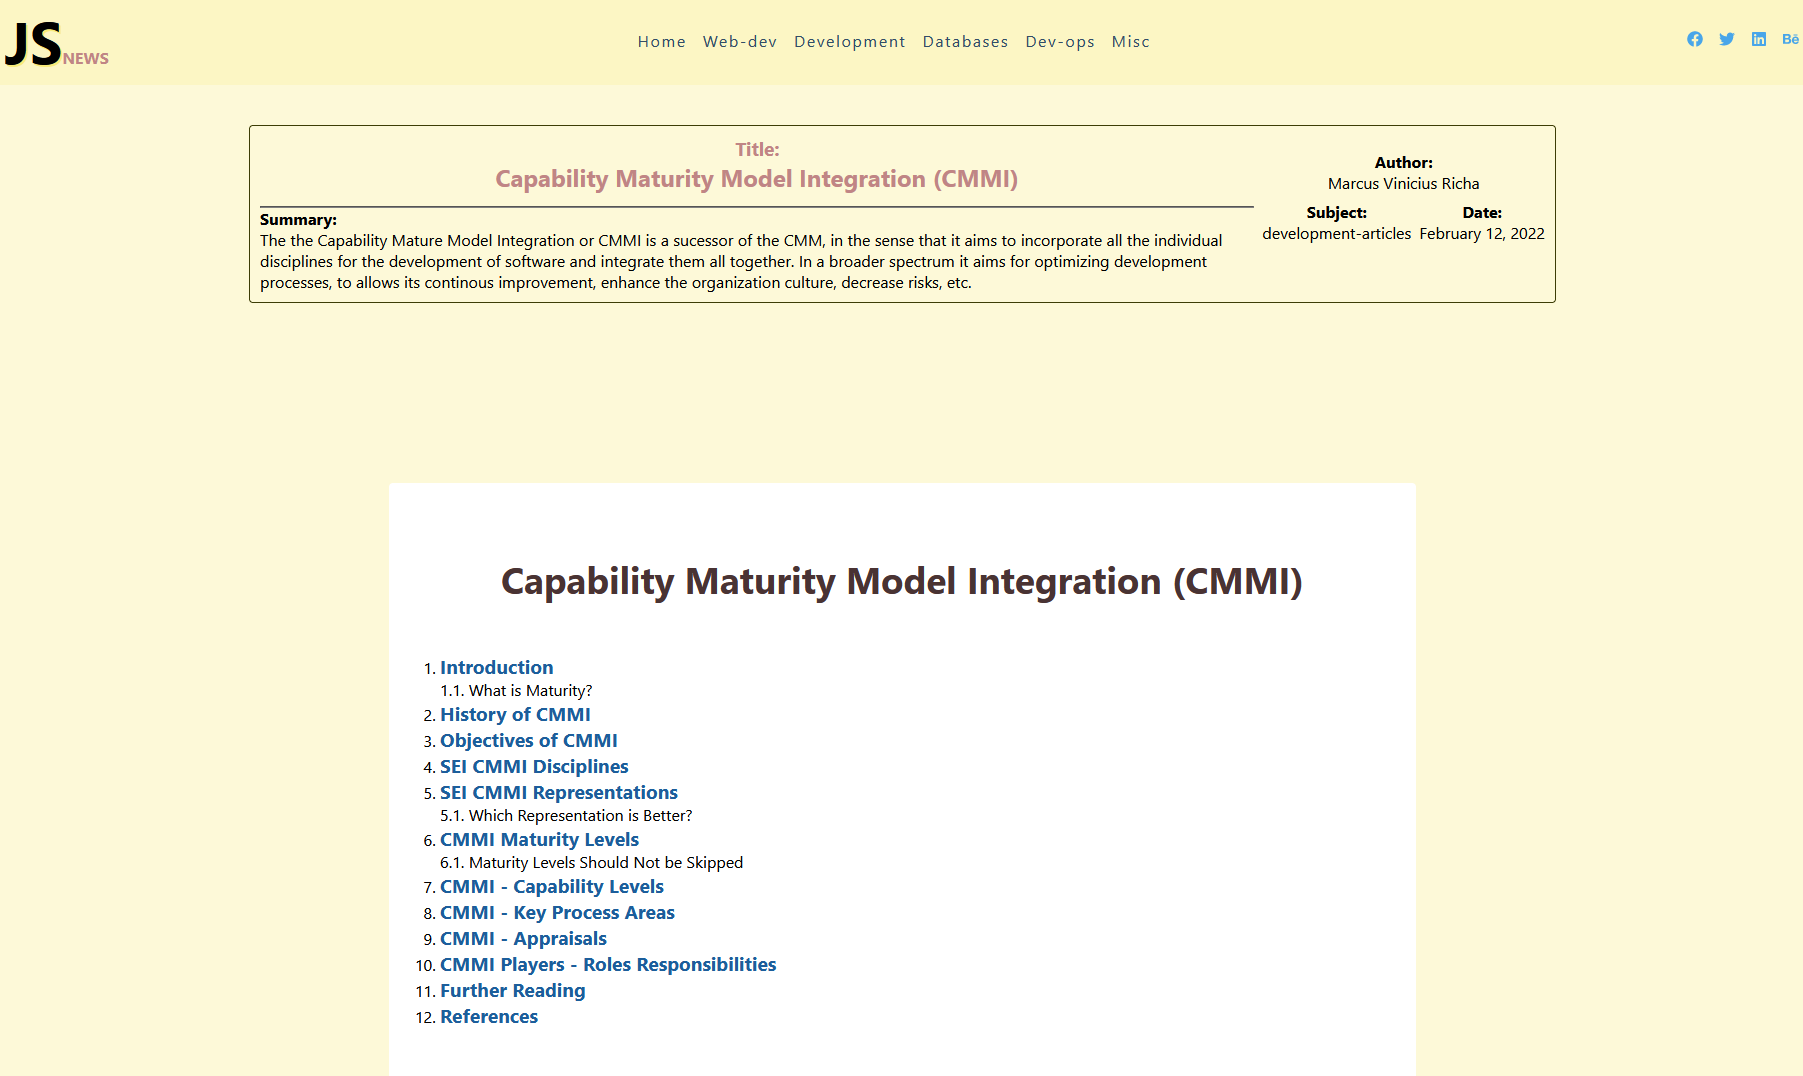 JS NEWS
Home Web-dev Development Databases Dev-ops Misc
Bē
Title:
Capability Maturity Model Integration (CMMI)
Summary:
The the Capability Mature Model Integration or CMMI is a sucessor of the CMM, in the sense that it aims to incorporate all the individual
disciplines for the development of software and integrate them all together. In a broader spectrum it aims for optimizing development
processes, to allows its continous improvement, enhance the organization culture, decrease risks, etc.
Author:
Marcus Vinicius Richa
Subject: Date:
development-articles February 12, 2022
Capability Maturity Model Integration (CMMI)
1. Introduction
1.1. What is Maturity?
2. History of CMMI
3. Objectives of CMMI
4. SEI CMMI Disciplines
5. SEI CMMI Representations
5.1. Which Representation is Better?
6. CMMI Maturity Levels
6.1. Maturity Levels Should Not be Skipped
7. CMMI - Capability Levels
8. CMMI - Key Process Areas
9. CMMI - Appraisals
10. CMMI Players - Roles Responsibilities
11. Further Reading
12. References